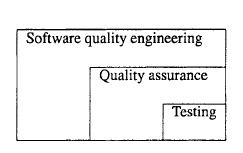 Software quality engineering
Quality assurance
Testing